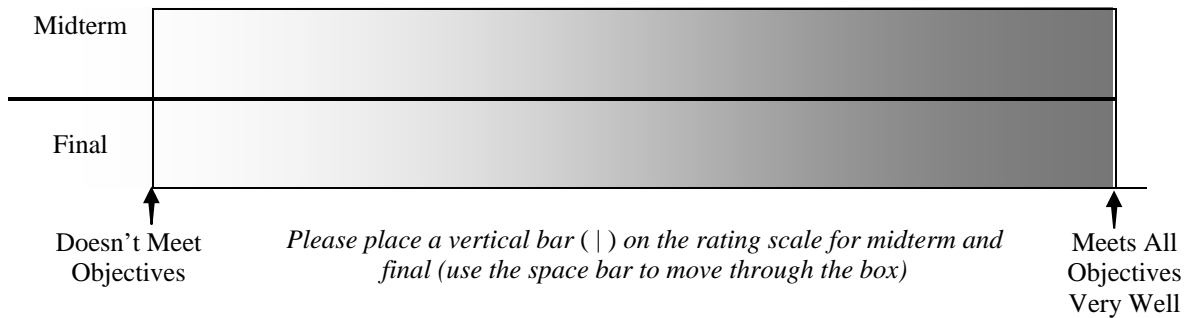 Midterm
Final
Doesn't Meet
Objectives
Please place a vertical bar ( | ) on the rating scale for midterm and
final (use the space bar to move through the box)
Meets All
Objectives
Very Well